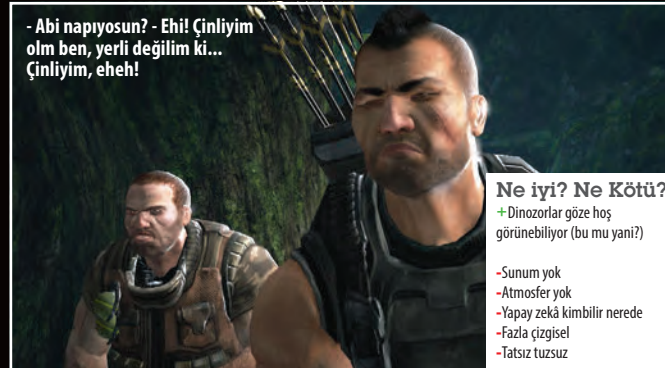 - Abi napıyosun? - Ehi! Çinliyim
olm ben, yerli değilim ki...
Çinliyim, eheh!
Ne iyi? Ne Kötü?
+Dinozorlar göze hoş
görünebiliyor (bu mu yani?)
-Sunum yok
-Atmosfer yok
-Yapay zekâ kimbilir nerede
-Fazla çizgisel
-Tatsız tuzsuz